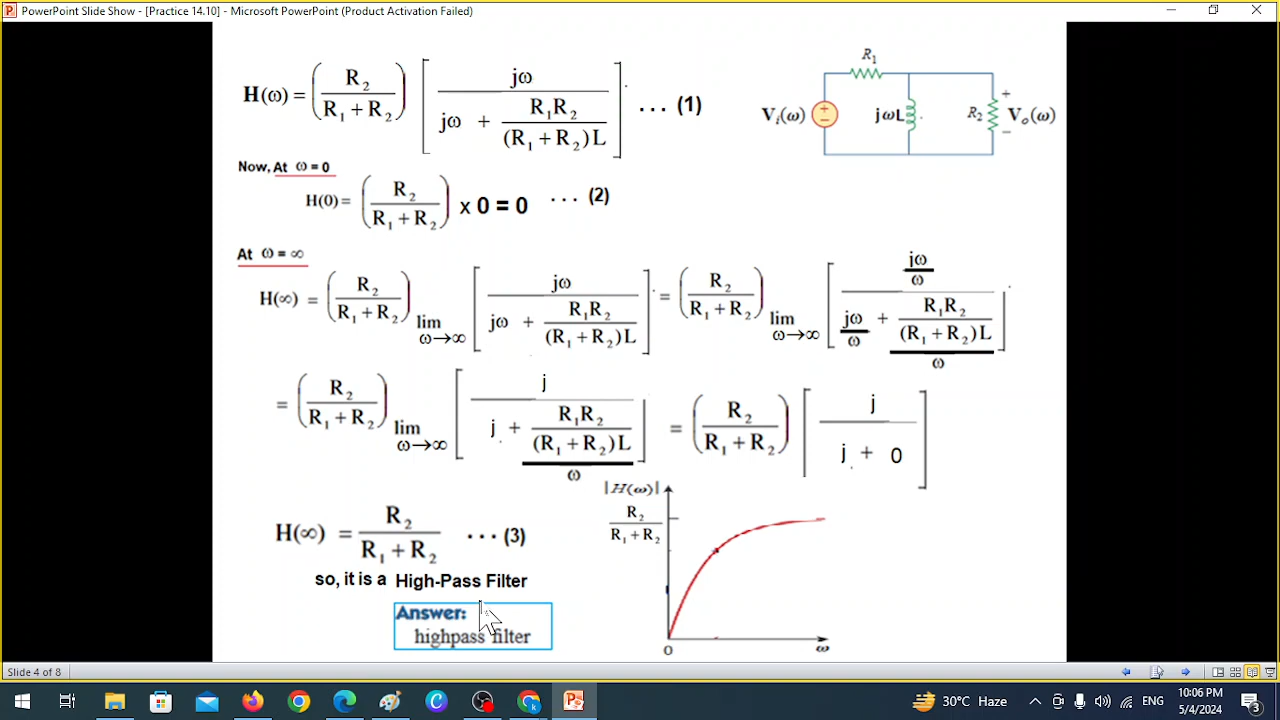 PowerPoint Slide Show - [Practice 14.10] - Microsoft PowerPoint (Product Activation Failed)
H(ω) = (R₂ / (R₁ + R₂)) [ jω / (jω + R₁R₂ / ((R₁ + R₂)L)) ] . . . (1)
R₁
Vᵢ(ω) + − jωL R₂ + − Vₒ(ω)
Now, At ω = 0
H(0) = (R₂ / (R₁ + R₂)) x 0 = 0 . . . (2)
At ω = ∞
H(∞) = (R₂ / (R₁ + R₂)) lim ω→∞ [ jω / (jω + R₁R₂ / ((R₁ + R₂)L)) ] = (R₂ / (R₁ + R₂)) lim ω→∞ [ (jω / ω) / (jω / ω + (R₁R₂ / ((R₁ + R₂)L)) / ω) ]
= (R₂ / (R₁ + R₂)) lim ω→∞ [ j / (j + (R₁R₂ / ((R₁ + R₂)L)) / ω) ] = (R₂ / (R₁ + R₂)) [ j / (j + 0) ]
H(∞) = R₂ / (R₁ + R₂) . . . (3)
so, it is a High-Pass Filter
Answer:
highpass filter
|H(ω)|
R₂ / (R₁ + R₂)
0 ω
Slide 4 of 8
30°C Haze ENG 10:06 PM
5/4/2024